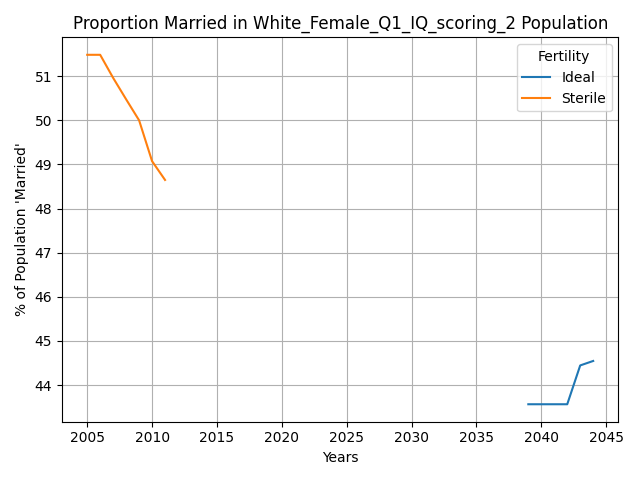 Proportion Married in White_Female_Q1_IQ_scoring_2 Population
Fertility
Ideal
Sterile
% of Population 'Married'
51
50
49
48
47
46
45
44
2005 2010 2015 2020 2025 2030 2035 2040 2045
Years